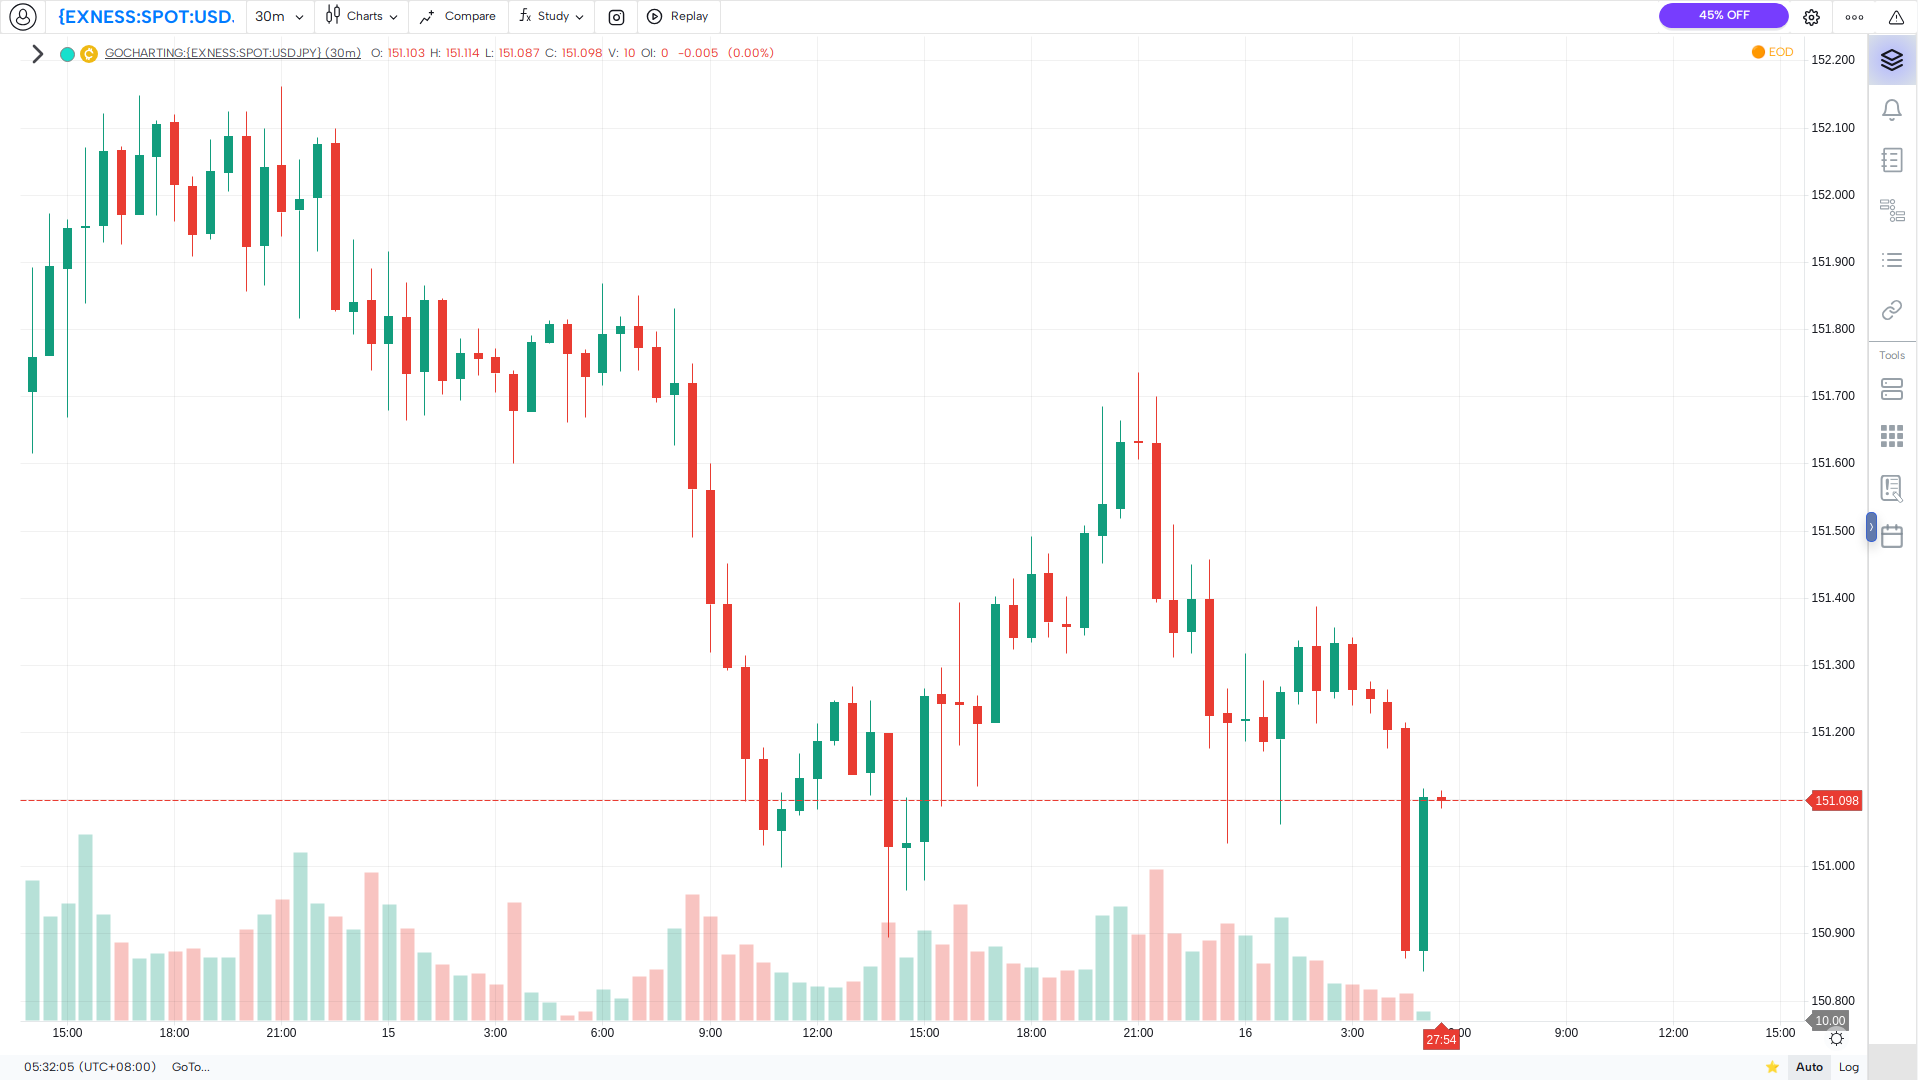 {EXNESS:SPOT:USD. 30m Charts Compare Study Replay 45% OFF
GOCHARTING:{EXNESS:SPOT:USDJPY} (30m) O: 151.103 H: 151.114 L: 151.087 C: 151.098 V: 10 OI: 0 -0.005 (0.00%)
EOD
152.200
152.100
152.000
151.900
151.800
151.700
151.600
151.500
151.400
151.300
151.200
151.098
151.000
150.900
150.800
10.00
Tools
15:00 18:00 21:00 15 3:00 6:00 9:00 12:00 15:00 18:00 21:00 16 3:00 9:00 12:00 15:00
27:54
05:32:05 (UTC+08:00) GoTo... Auto Log